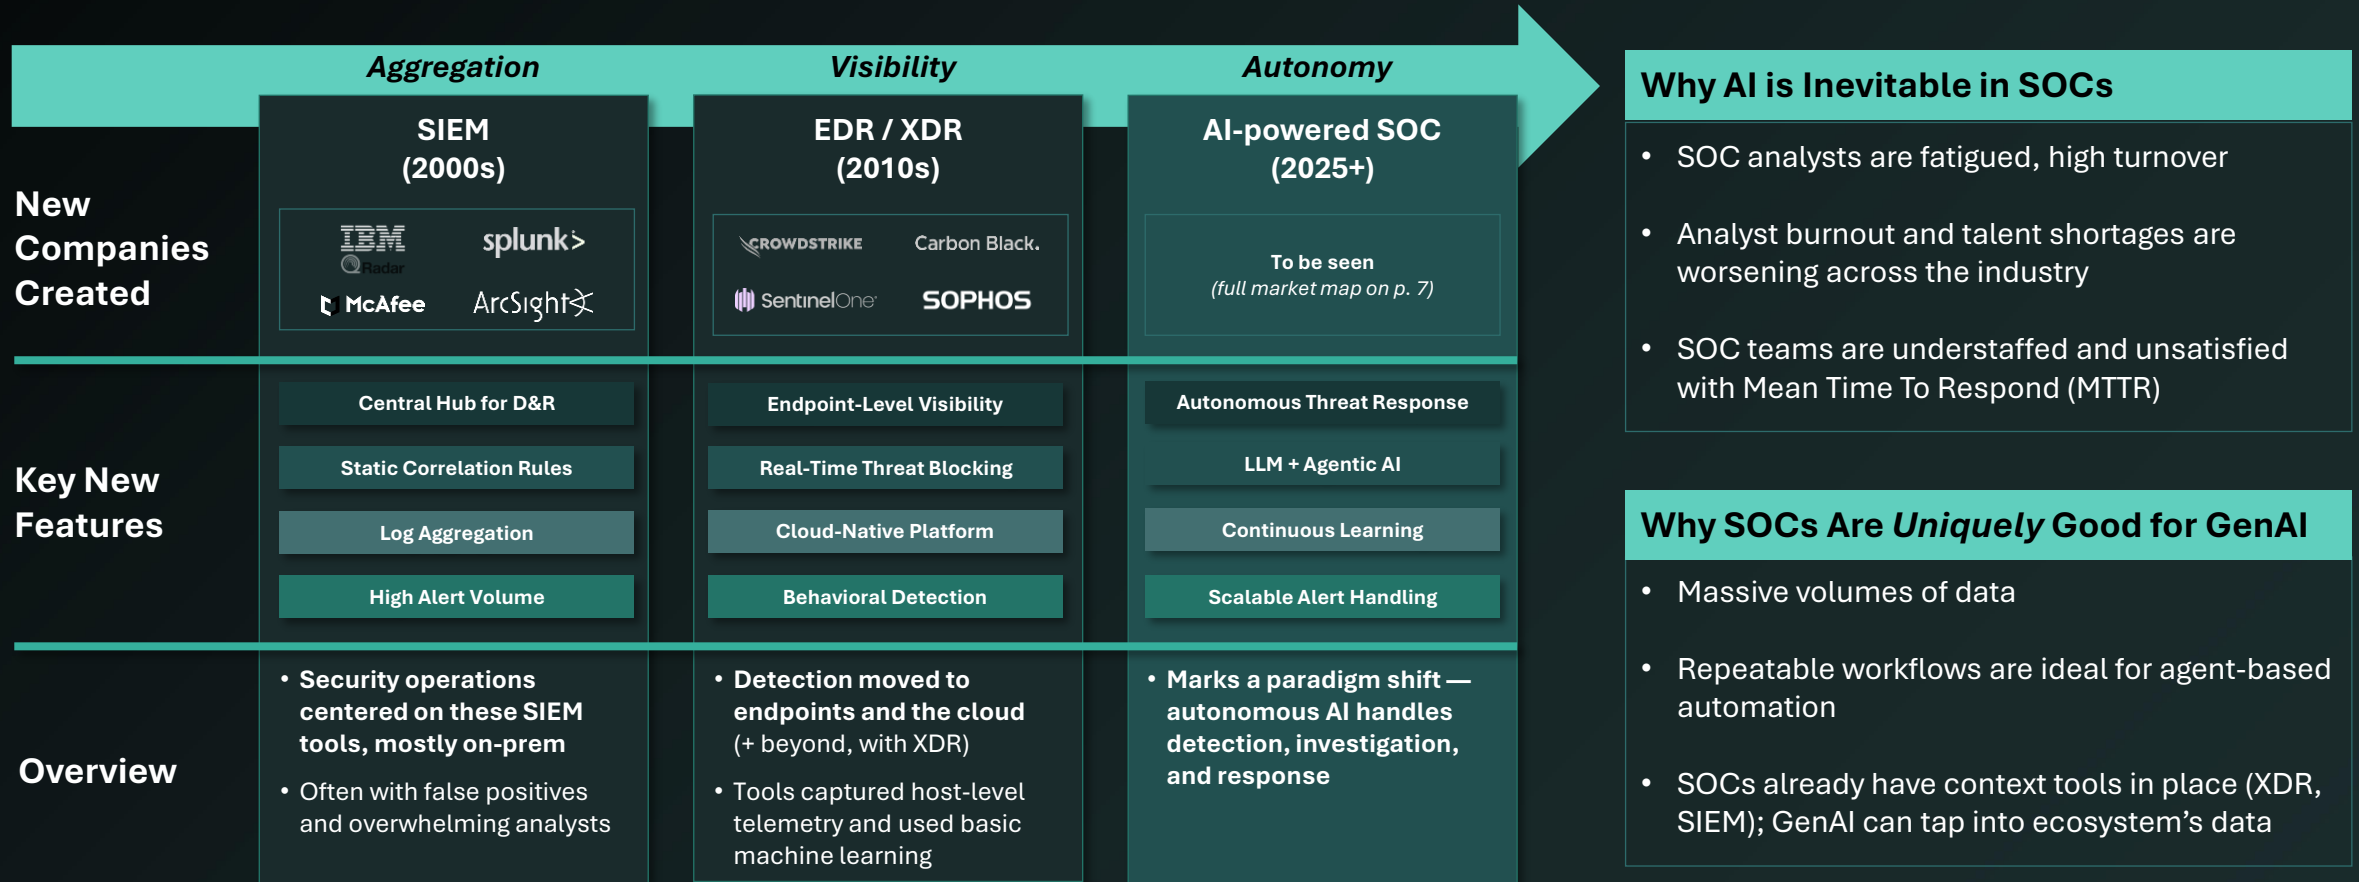 Aggregation
Visibility
Autonomy
SIEM
(2000s)
EDR / XDR
(2010s)
AI-powered SOC
(2025+)
New
Companies
Created
IBM
QRadar
splunk>
McAfee
ArcSight
CROWDSTRIKE
Carbon Black.
SentinelOne
SOPHOS
To be seen
(full market map on p. 7)
Key New
Features
Central Hub for D&R
Static Correlation Rules
Log Aggregation
High Alert Volume
Endpoint-Level Visibility
Real-Time Threat Blocking
Cloud-Native Platform
Behavioral Detection
Autonomous Threat Response
LLM + Agentic AI
Continuous Learning
Scalable Alert Handling
Overview
• Security operations
centered on these SIEM
tools, mostly on-prem
• Often with false positives
and overwhelming analysts
• Detection moved to
endpoints and the cloud
(+ beyond, with XDR)
• Tools captured host-level
telemetry and used basic
machine learning
• Marks a paradigm shift —
autonomous AI handles
detection, investigation,
and response
Why AI is Inevitable in SOCs
• SOC analysts are fatigued, high turnover
• Analyst burnout and talent shortages are
worsening across the industry
• SOC teams are understaffed and unsatisfied
with Mean Time To Respond (MTTR)
Why SOCs Are Uniquely Good for GenAI
• Massive volumes of data
• Repeatable workflows are ideal for agent-based
automation
• SOCs already have context tools in place (XDR,
SIEM); GenAI can tap into ecosystem’s data